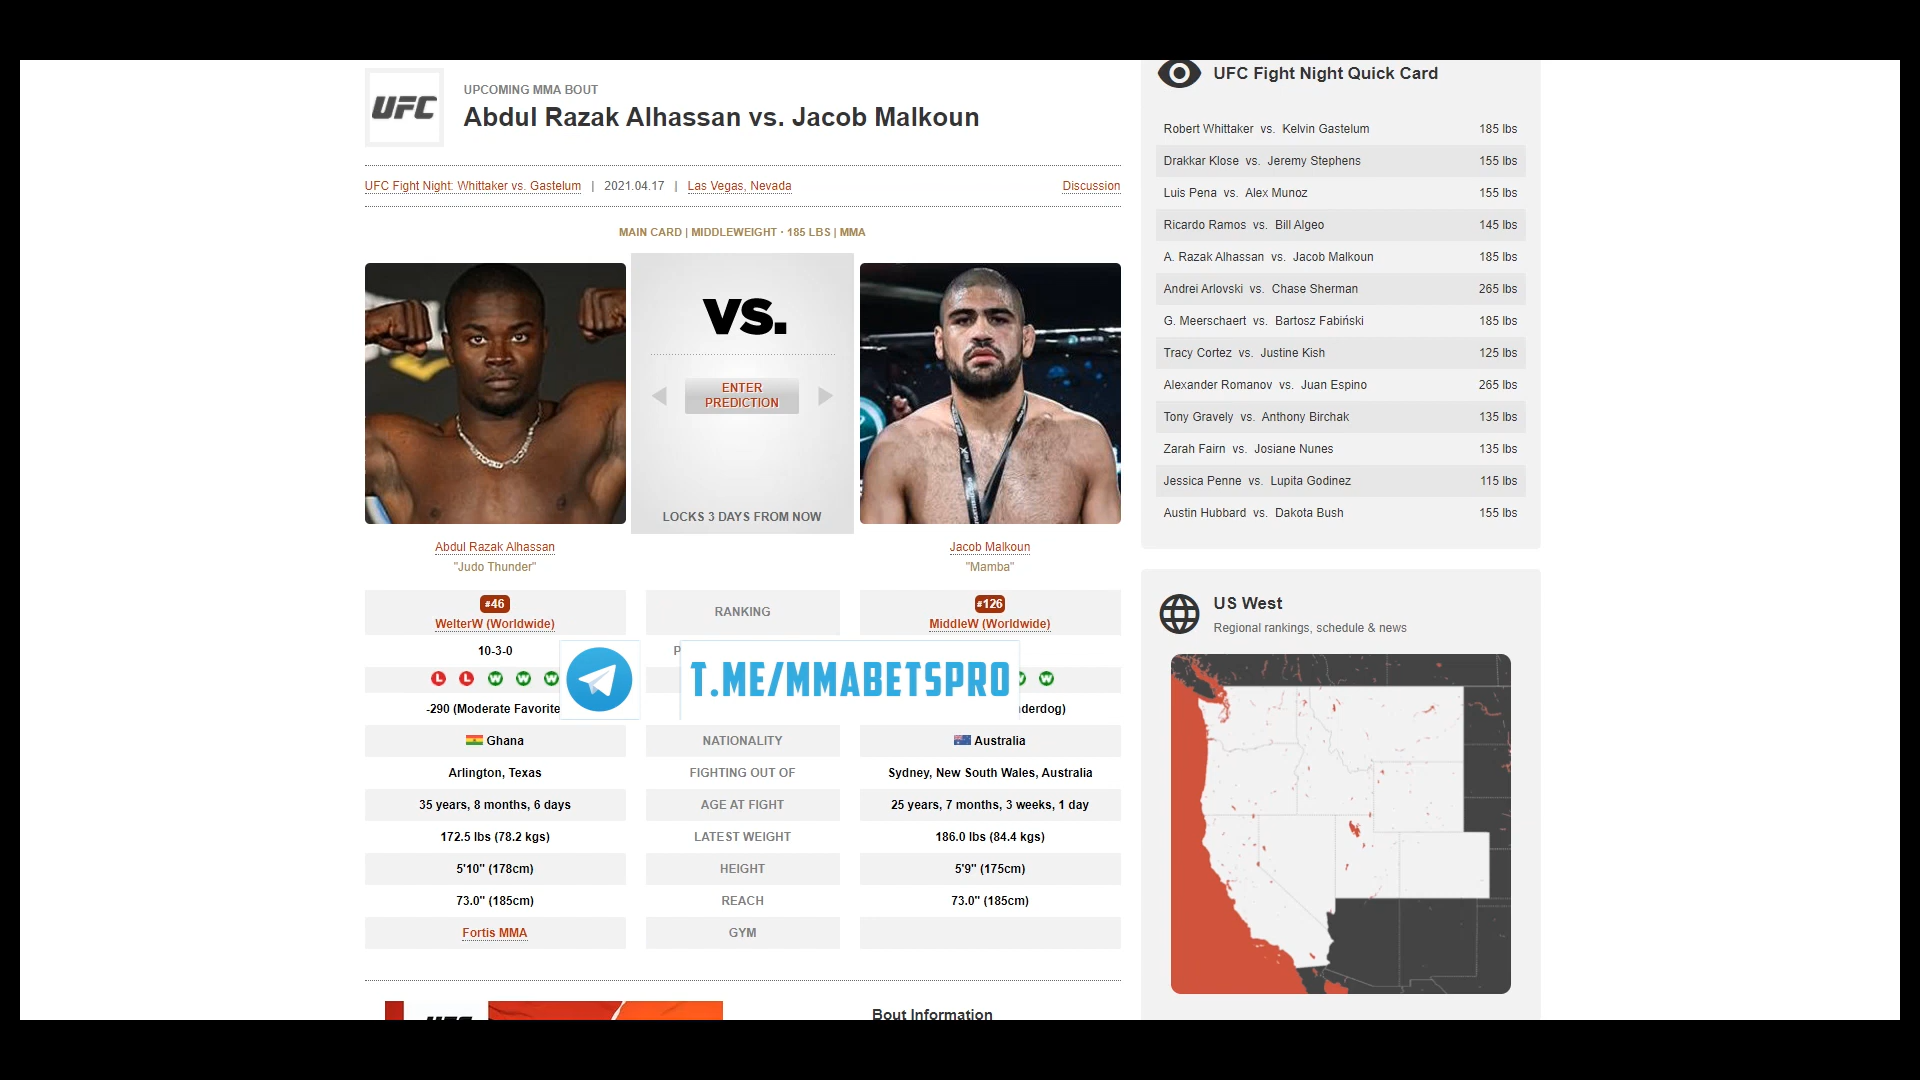 UFC
UPCOMING MMA BOUT
Abdul Razak Alhassan vs. Jacob Malkoun
UFC Fight Night: Whittaker vs. Gastelum | 2021.04.17 | Las Vegas, Nevada
Discussion
MAIN CARD | MIDDLEWEIGHT · 185 LBS | MMA
VS.
ENTER
PREDICTION
LOCKS 3 DAYS FROM NOW
Abdul Razak Alhassan
"Judo Thunder"
Jacob Malkoun
"Mamba"
#46
WelterW (Worldwide)
RANKING
#126
MiddleW (Worldwide)
10-3-0
P
L L W W W
W
T.ME/MMABETSPRO
-290 (Moderate Favorite
derdog)
Ghana
NATIONALITY
Australia
Arlington, Texas
FIGHTING OUT OF
Sydney, New South Wales, Australia
35 years, 8 months, 6 days
AGE AT FIGHT
25 years, 7 months, 3 weeks, 1 day
172.5 lbs (78.2 kgs)
LATEST WEIGHT
186.0 lbs (84.4 kgs)
5'10" (178cm)
HEIGHT
5'9" (175cm)
73.0" (185cm)
REACH
73.0" (185cm)
Fortis MMA
GYM
Bout Information
UFC Fight Night Quick Card
Robert Whittaker vs. Kelvin Gastelum 185 lbs
Drakkar Klose vs. Jeremy Stephens 155 lbs
Luis Pena vs. Alex Munoz 155 lbs
Ricardo Ramos vs. Bill Algeo 145 lbs
A. Razak Alhassan vs. Jacob Malkoun 185 lbs
Andrei Arlovski vs. Chase Sherman 265 lbs
G. Meerschaert vs. Bartosz Fabiński 185 lbs
Tracy Cortez vs. Justine Kish 125 lbs
Alexander Romanov vs. Juan Espino 265 lbs
Tony Gravely vs. Anthony Birchak 135 lbs
Zarah Fairn vs. Josiane Nunes 135 lbs
Jessica Penne vs. Lupita Godinez 115 lbs
Austin Hubbard vs. Dakota Bush 155 lbs
US West
Regional rankings, schedule & news